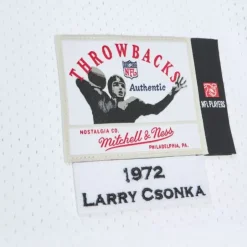 THROWBACKS
NFL
Authentic
NOSTALGIA CO.
Mitchell & Ness
PHILADELPHIA, PA.
NFL PLAYERS
1972
LARRY CSONKA